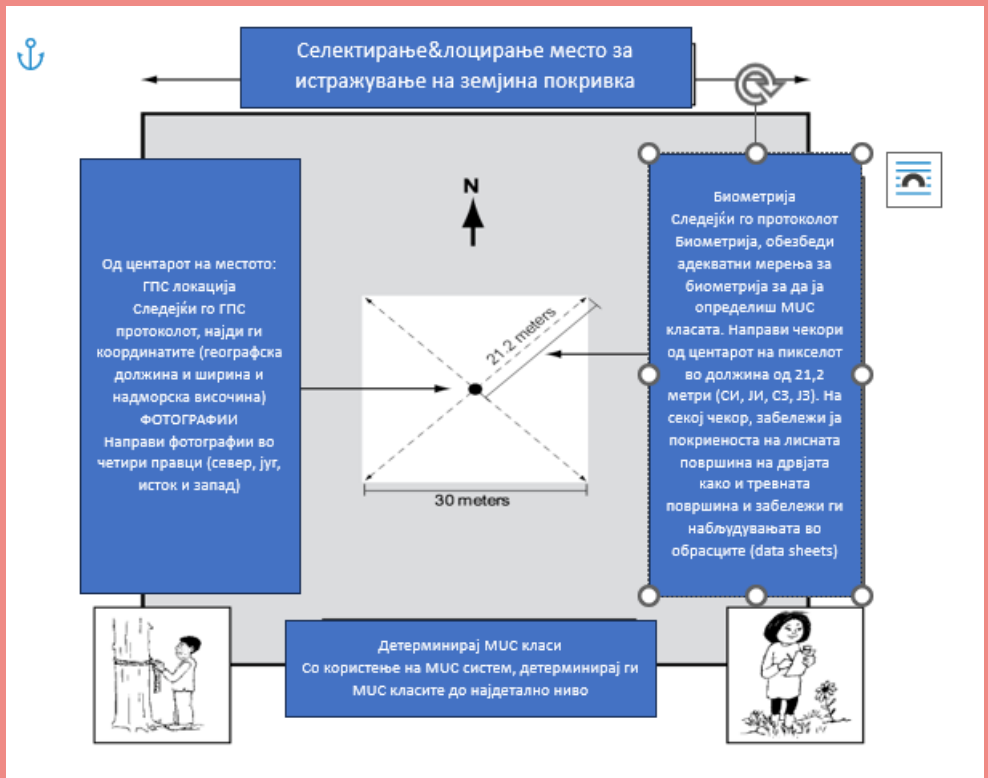 Селектирање&лоцирање место за
истражување на земјина покривка
N
Од центарот на местото:
ГПС локација
Следејќи го ГПС
протоколот, најди ги
координатите (географска
должина и ширина и
надморска височина)
ФОТОГРАФИИ
Направи фотографии во
четири правци (север, југ,
исток и запад)
21.2 meters
30 meters
Биометрија
Следејќи го протоколот
Биометрија, обезбеди
адекватни мерења за
биометрија за да ја
определиш MUC
класата. Направи чекори
од центарот на пикселот
во должина од 21,2
метри (СИ, ЈИ, СЗ, ЈЗ). На
секој чекор, забележи ја
покриеноста на лисната
површина на дрвјата
како и тревната
површина и забележи ги
набљудувањата во
обрасците (data sheets)
Детерминирај MUC класи
Со користење на MUC систем, детерминирај ги
MUC класите до најдетално ниво